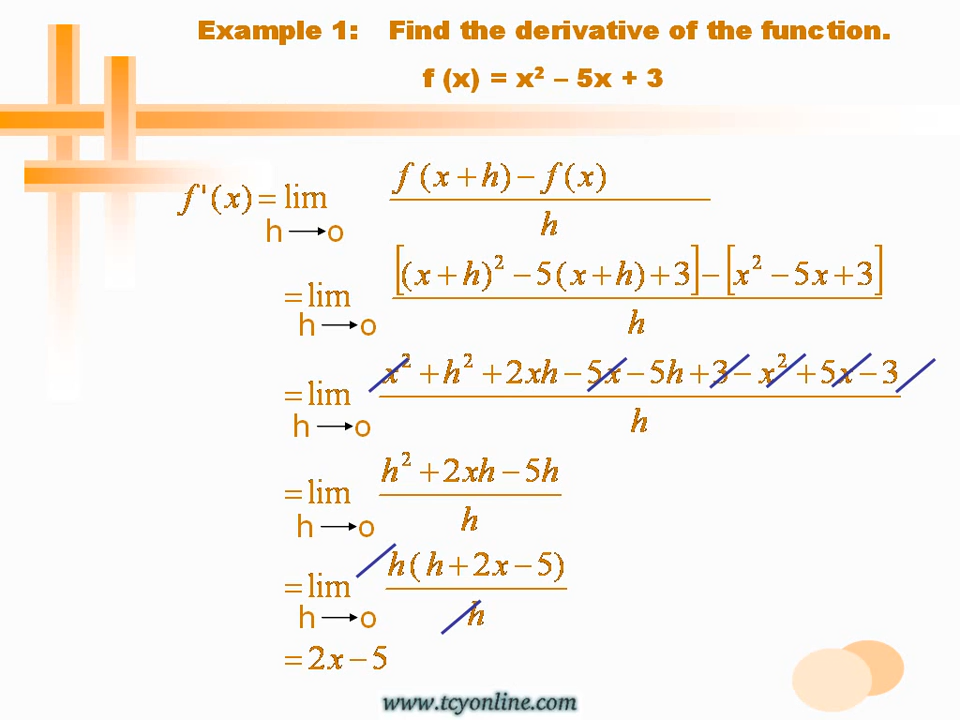 Example 1: Find the derivative of the function.
f (x) = x² – 5x + 3
f '(x) = lim f (x + h) − f (x)
h → o h
= lim [(x + h)² − 5(x + h) + 3] − [x² − 5x + 3]
h → o h
= lim x² + h² + 2xh − 5x − 5h + 3 − x² + 5x − 3
h → o h
= lim h² + 2xh − 5h
h → o h
= lim h(h + 2x − 5)
h → o h
= 2x − 5
www.tcyonline.com